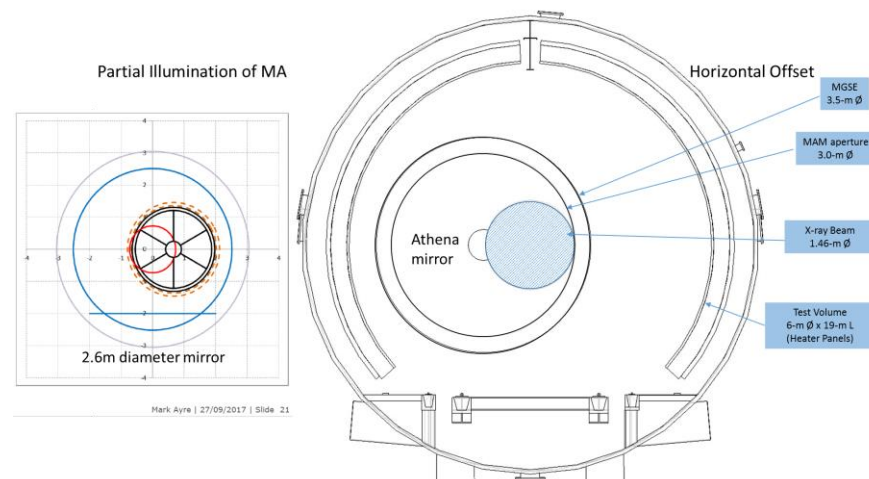 Partial Illumination of MA
4
3
2
1
0
-4
-3
-2
-1
0
1
2
3
4
-2
-4
2.6m diameter mirror
Mark Ayre | 27/09/2017 | Slide 21
Athena
mirror
Horizontal Offset
MGSE
3.5-m Ø
MAM aperture
3.0-m Ø
X-ray Beam
1.46-m Ø
Test Volume
6-m Ø x 19-m L
(Heater Panels)